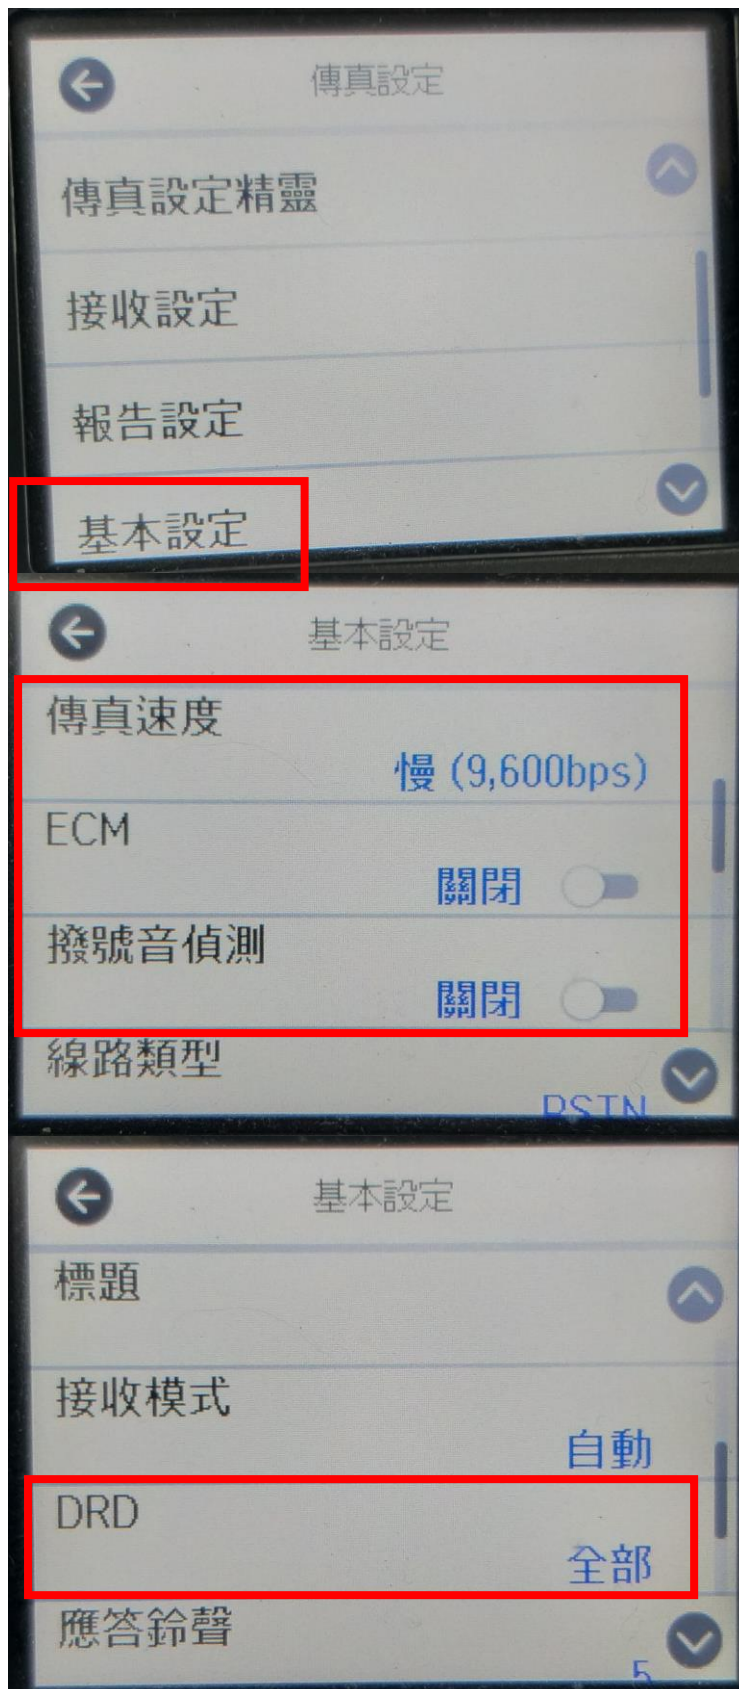 傳真設定
傳真設定精靈
接收設定
報告設定
基本設定
基本設定
傳真速度
慢 (9,600bps)
ECM
關閉
撥號音偵測
關閉
線路類型
PSTN
基本設定
標題
接收模式
自動
DRD
全部
應答鈴聲
5